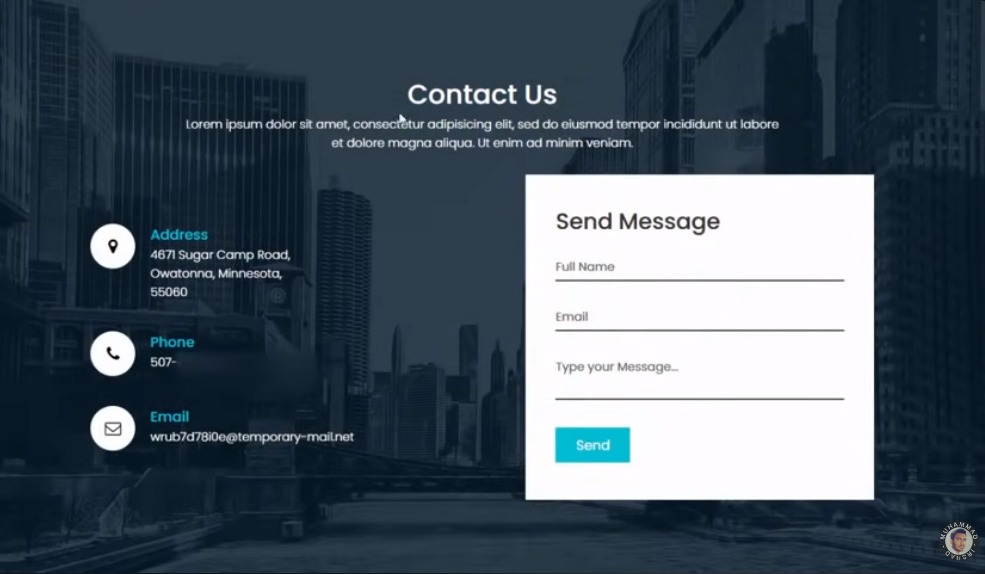 Contact Us
Lorem ipsum dolor sit amet, consectetur adipisicing elit, sed do eiusmod tempor incididunt ut labore
et dolore magna aliqua. Ut enim ad minim veniam.
Address
4671 Sugar Camp Road,
Owatonna, Minnesota,
55060
Phone
507-
Email
wrub7d78i0e@temporary-mail.net
Send Message
Full Name
Email
Type your Message...
Send
MUHAMMAD